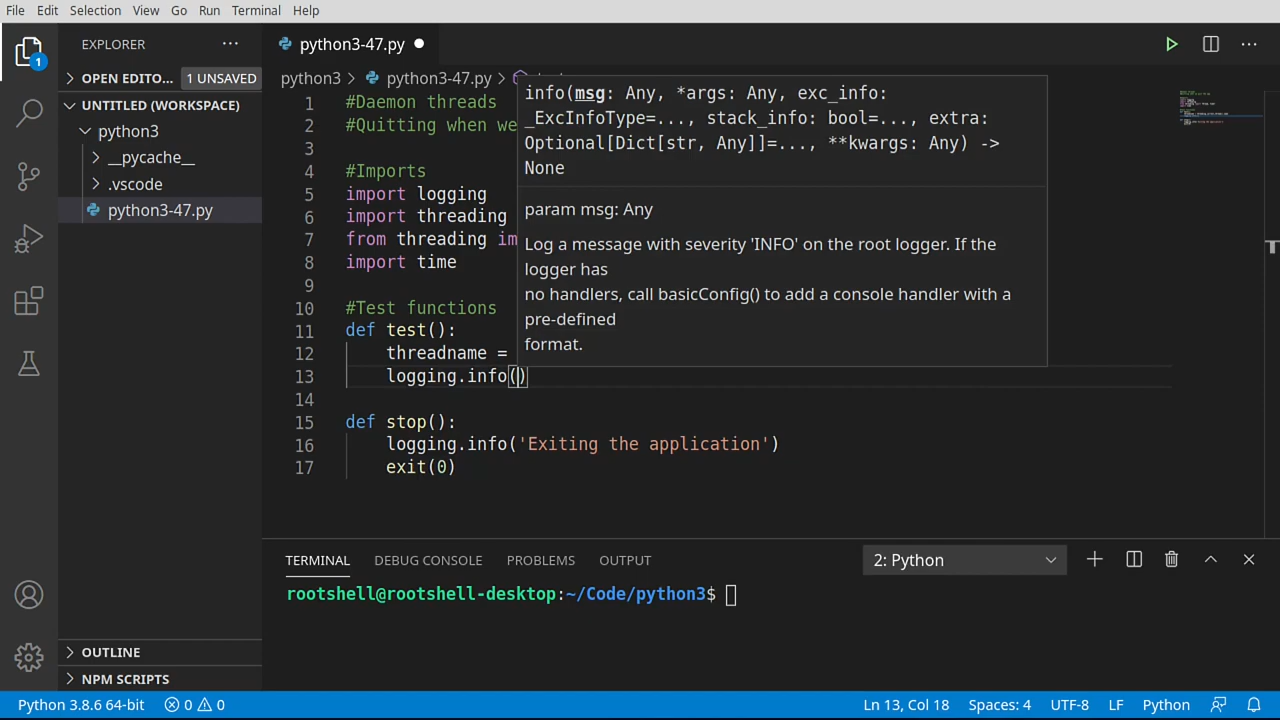 File Edit Selection View Go Run Terminal Help
EXPLORER
python3-47.py
1
OPEN EDITO...
1 UNSAVED
UNTITLED (WORKSPACE)
python3
__pycache__
.vscode
python3-47.py
OUTLINE
NPM SCRIPTS
python3 > python3-47.py >
1 #Daemon threads
2 #Quitting when we
3
4 #Imports
5 import logging
6 import threading
7 from threading im
8 import time
9
10 #Test functions
11 def test():
12 threadname =
13 logging.info()
14
15 def stop():
16 logging.info('Exiting the application')
17 exit(0)
info(msg: Any, *args: Any, exc_info:
_ExcInfoType=..., stack_info: bool=..., extra:
Optional[Dict[str, Any]]=..., **kwargs: Any) ->
None
param msg: Any
Log a message with severity 'INFO' on the root logger. If the
logger has
no handlers, call basicConfig() to add a console handler with a
pre-defined
format.
TERMINAL DEBUG CONSOLE PROBLEMS OUTPUT
2: Python
rootshell@rootshell-desktop:~/Code/python3$
Python 3.8.6 64-bit 0 0 Ln 13, Col 18 Spaces: 4 UTF-8 LF Python